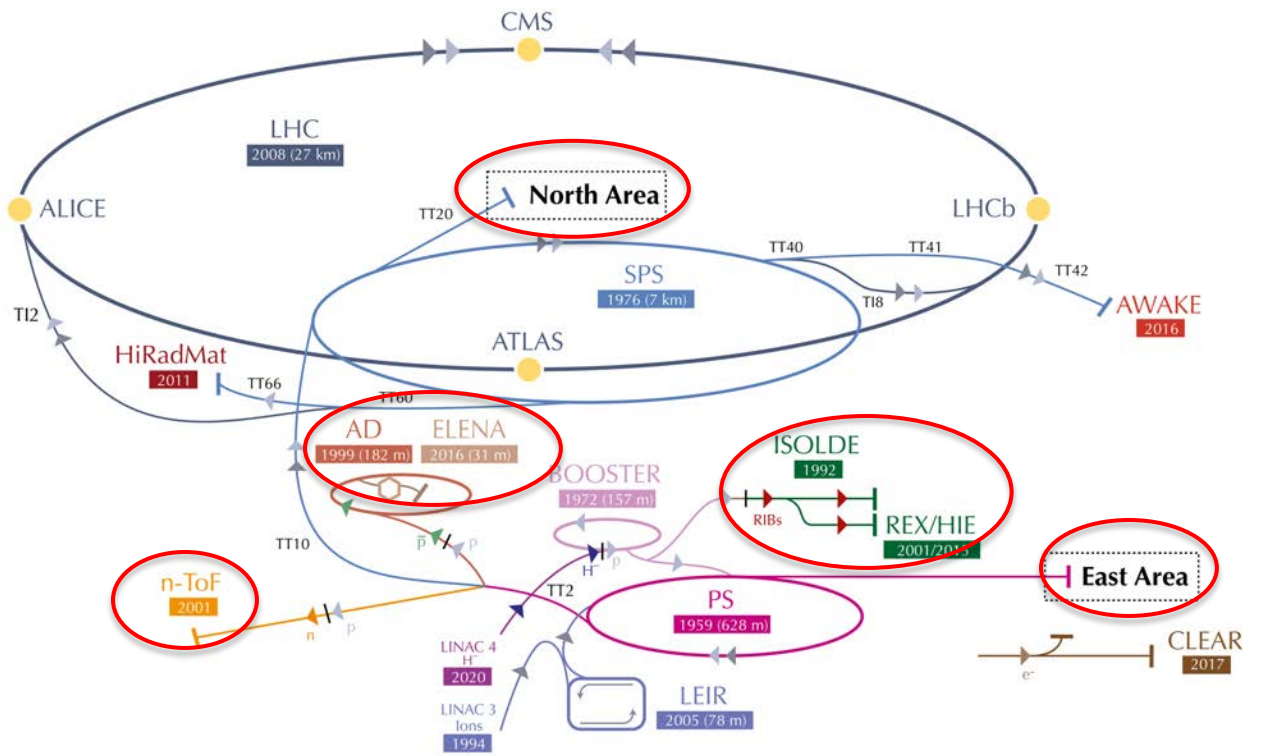 CMS
LHC
2008 (27 km)
North Area
TT20
ALICE
LHCb
TT40
TT41
TT42
SPS
1976 (7 km)
TI8
AWAKE
2016
TI2
ATLAS
HiRadMat
2011
TT66
TT60
AD
1999 (182 m)
ELENA
2016 (31 m)
ISOLDE
1992
BOOSTER
1972 (157 m)
RIBs
REX/HIE
2001/2015
TT10
p̄
p
H⁻
p
East Area
n-ToF
2001
n
p
TT2
PS
1959 (628 m)
LINAC 4
H⁻
2020
CLEAR
2017
e⁻
LEIR
2005 (78 m)
LINAC 3
Ions
1994